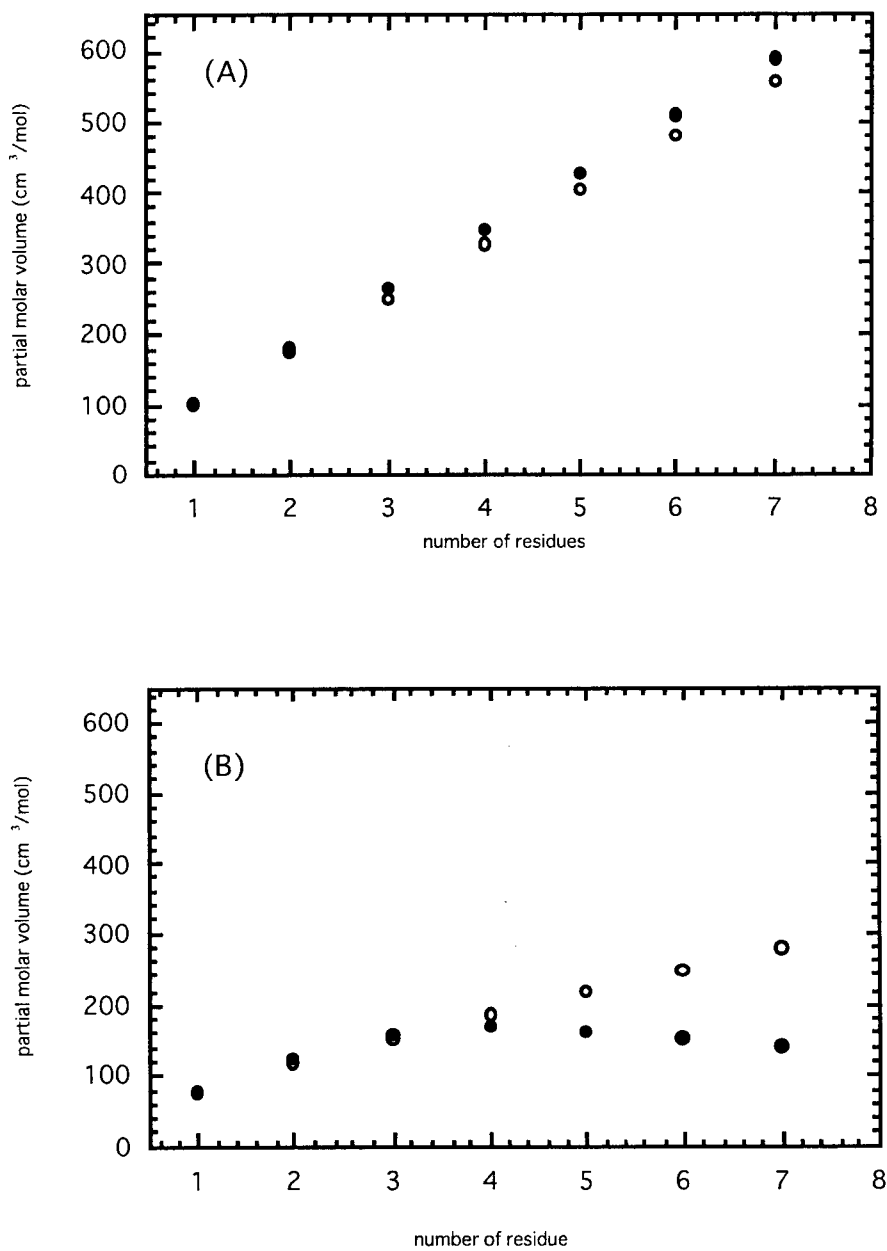 (A)
partial molar volume (cm ³/mol)
600
500
400
300
200
100
0
1 2 3 4 5 6 7 8
number of residues
(B)
partial molar volume (cm ³/mol)
600
500
400
300
200
100
0
1 2 3 4 5 6 7 8
number of residue